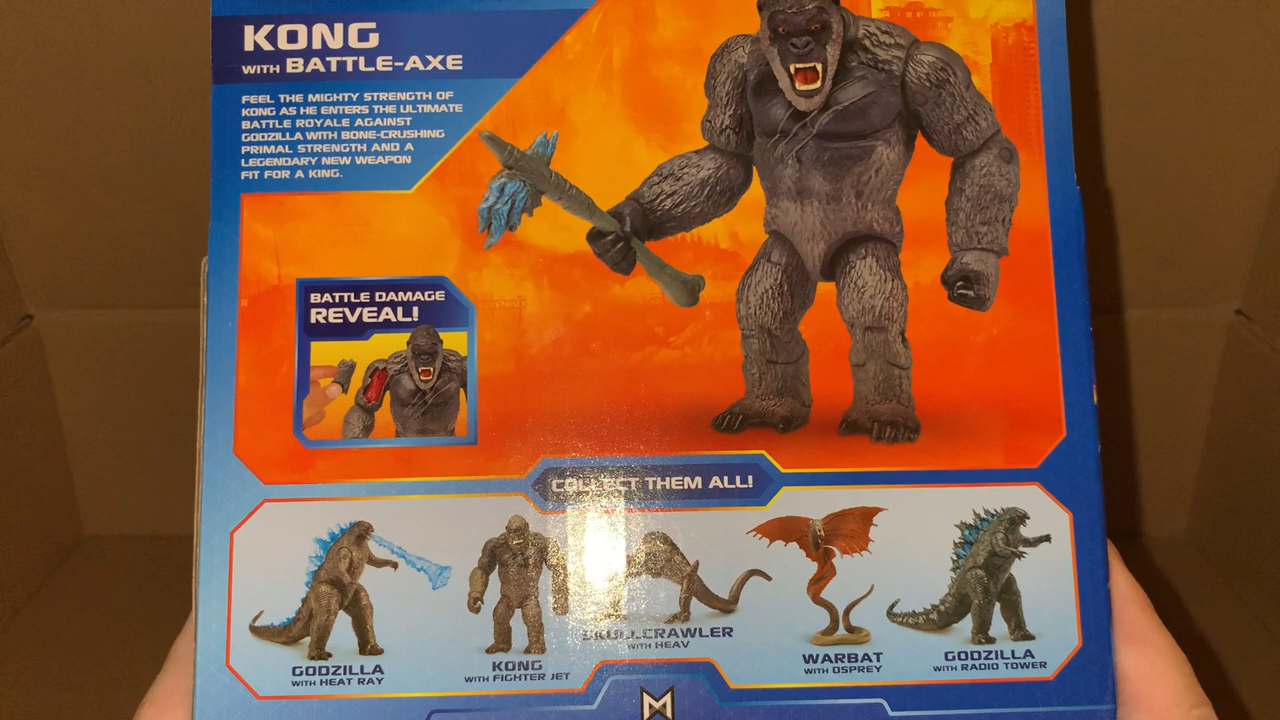 KONG
WITH BATTLE-AXE
FEEL THE MIGHTY STRENGTH OF
KONG AS HE ENTERS THE ULTIMATE
BATTLE ROYALE AGAINST
GODZILLA WITH BONE-CRUSHING
PRIMAL STRENGTH AND A
LEGENDARY NEW WEAPON
FIT FOR A KING.
BATTLE DAMAGE
REVEAL!
COLLECT THEM ALL!
GODZILLA
WITH HEAT RAY
KONG
WITH FIGHTER JET
SKULLCRAWLER
WITH HEAV
WARBAT
WITH OSPREY
GODZILLA
WITH RADIO TOWER